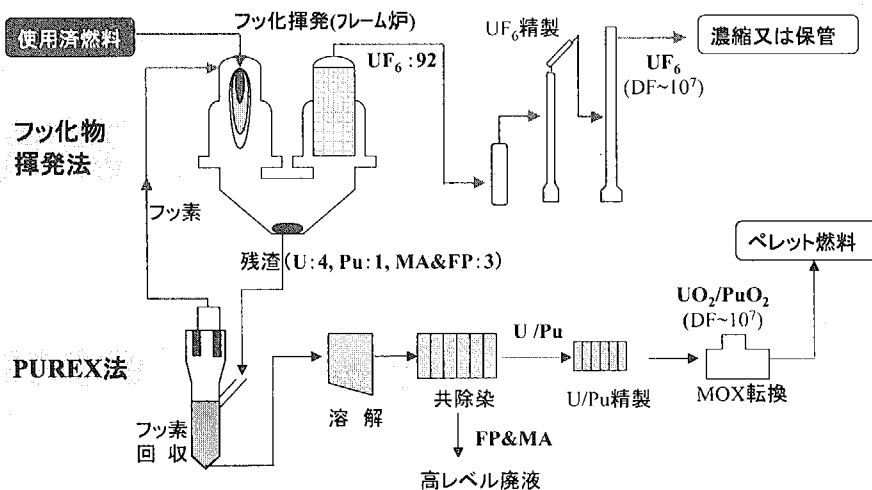 フッ化揮発(フレーム炉)
使用済燃料
UF6:92
UF6精製
濃縮又は保管
UF6
(DF~10^7)
フッ化物
揮発法
フッ素
残渣(U:4, Pu:1, MA&FP:3)
ペレット燃料
UO2/PuO2
(DF~10^7)
U/Pu
PUREX法
溶解
共除染
U/Pu精製
MOX転換
フッ素
回収
FP&MA
高レベル廃液